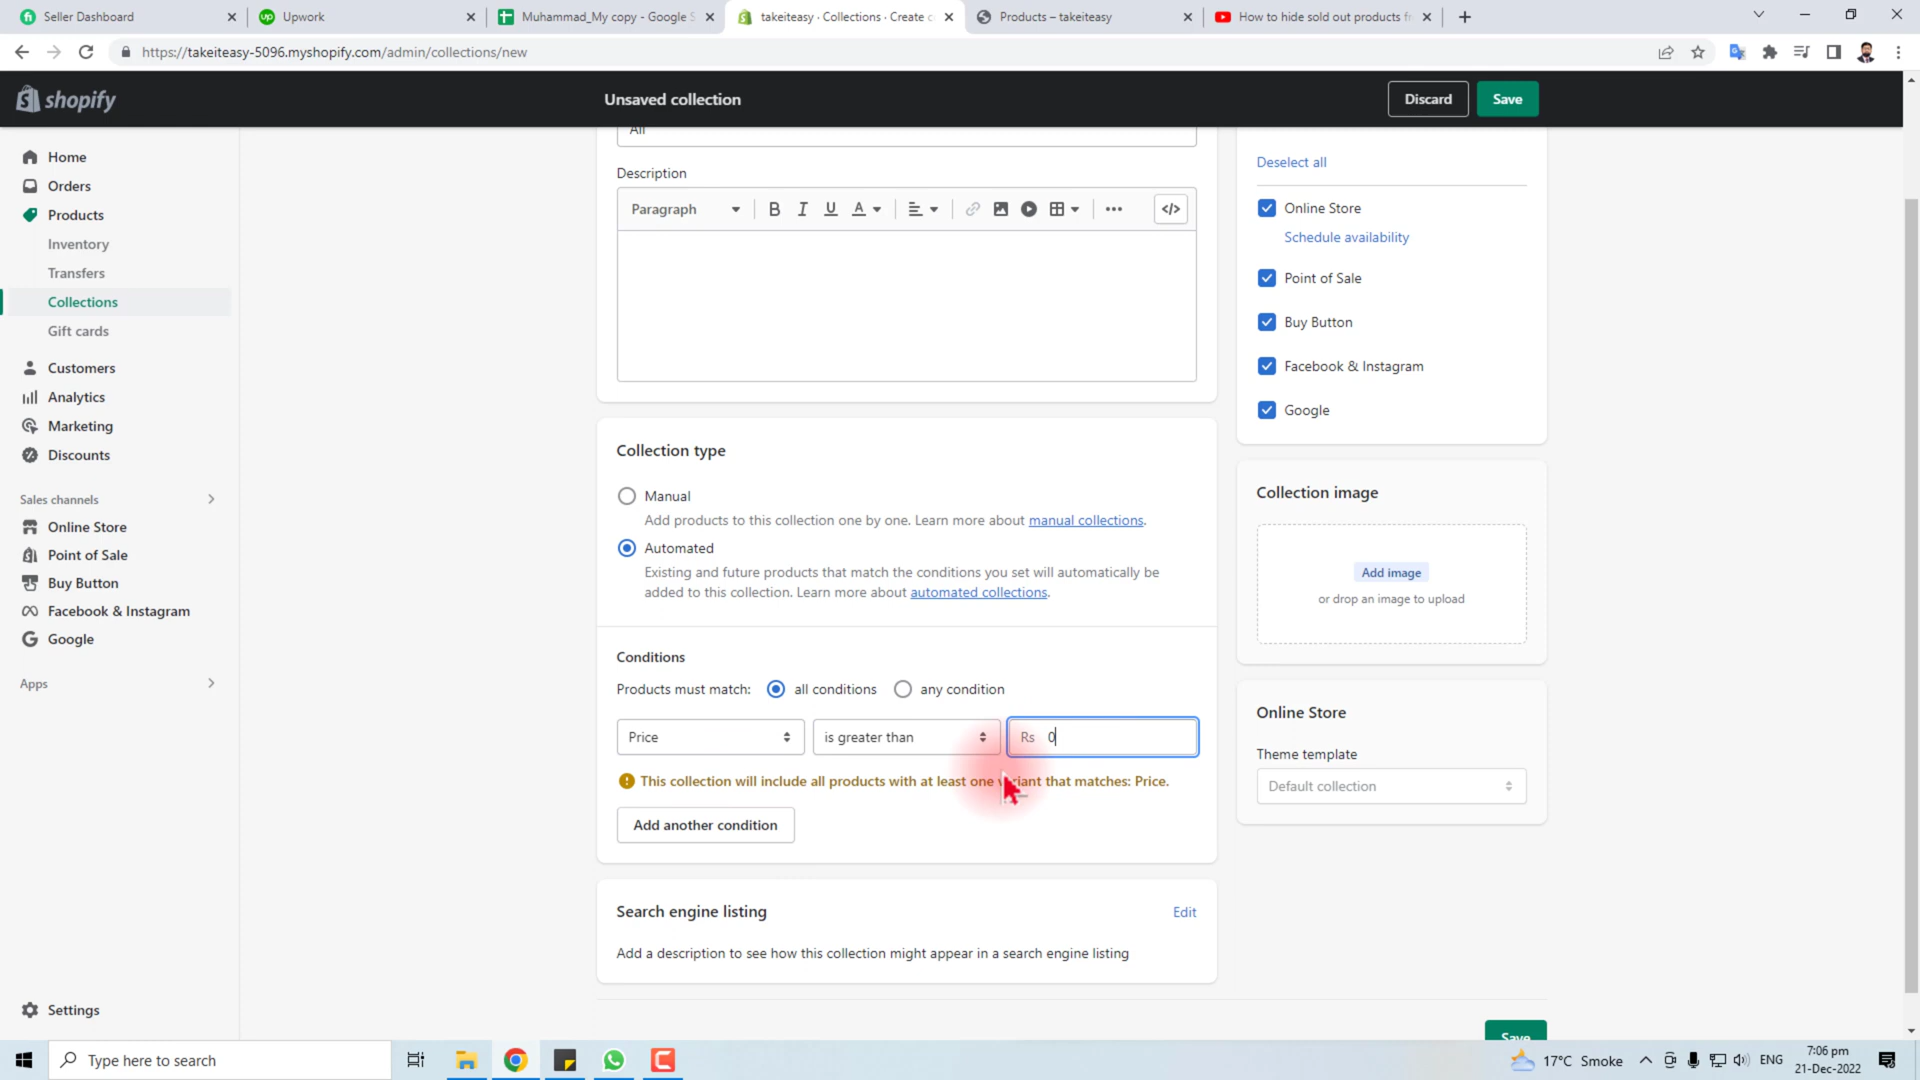 Seller Dashboard
Upwork
Muhammad_My copy - Google S
takeiteasy · Collections · Create c
Products – takeiteasy
How to hide sold out products f
https://takeiteasy-5096.myshopify.com/admin/collections/new
shopify
Unsaved collection
Discard
Save
Home
Orders
Products
Inventory
Transfers
Collections
Gift cards
Customers
Analytics
Marketing
Discounts
Sales channels
Online Store
Point of Sale
Buy Button
Facebook & Instagram
Google
Apps
Settings
Description
Paragraph
B I U A
</>
Collection type
Manual
Add products to this collection one by one. Learn more about manual collections.
Automated
Existing and future products that match the conditions you set will automatically be
added to this collection. Learn more about automated collections.
Conditions
Products must match: all conditions any condition
Price is greater than Rs 0
This collection will include all products with at least one variant that matches: Price.
Add another condition
Search engine listing
Edit
Add a description to see how this collection might appear in a search engine listing
Deselect all
Online Store
Schedule availability
Point of Sale
Buy Button
Facebook & Instagram
Google
Collection image
Add image
or drop an image to upload
Online Store
Theme template
Default collection
Save
Type here to search
17°C Smoke
ENG
7:06 pm
21-Dec-2022